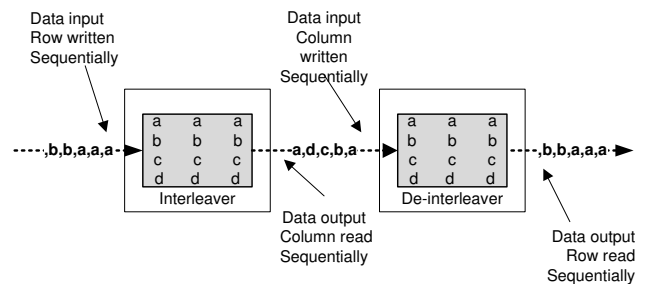 Data input
Row written
Sequentially
Data input
Column
written
Sequentially
,b,b,a,a,a
a a a
b b b
c c c
d d d
Interleaver
a,d,c,b,a
a a a
b b b
c c c
d d d
De-interleaver
,b,b,a,a,a
Data output
Column read
Sequentially
Data output
Row read
Sequentially